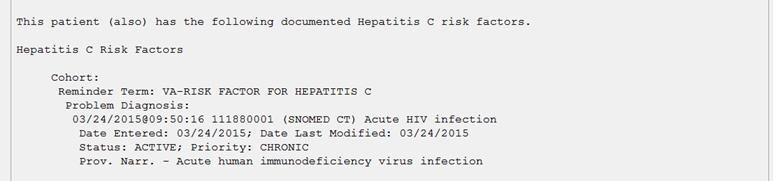 This patient (also) has the following documented Hepatitis C risk factors.
Hepatitis C Risk Factors
Cohort:
Reminder Term: VA-RISK FACTOR FOR HEPATITIS C
Problem Diagnosis:
03/24/2015@09:50:16 111880001 (SNOMED CT) Acute HIV infection
Date Entered: 03/24/2015; Date Last Modified: 03/24/2015
Status: ACTIVE; Priority: CHRONIC
Prov. Narr. - Acute human immunodeficiency virus infection